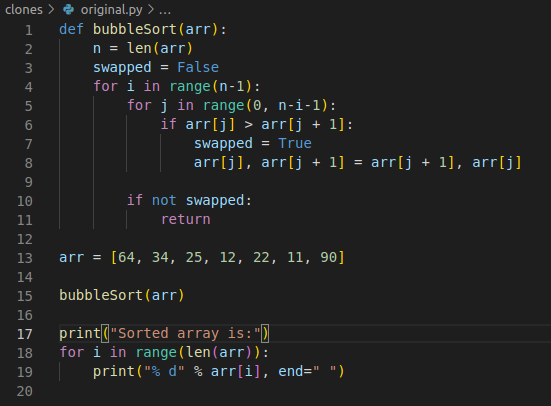 clones > original.py > ...
1 def bubbleSort(arr):
2     n = len(arr)
3     swapped = False
4     for i in range(n-1):
5         for j in range(0, n-i-1):
6             if arr[j] > arr[j + 1]:
7                 swapped = True
8                 arr[j], arr[j + 1] = arr[j + 1], arr[j]
9
10         if not swapped:
11             return
12
13 arr = [64, 34, 25, 12, 22, 11, 90]
14
15 bubbleSort(arr)
16
17 print("Sorted array is:")
18 for i in range(len(arr)):
19     print("% d" % arr[i], end=" ")
20